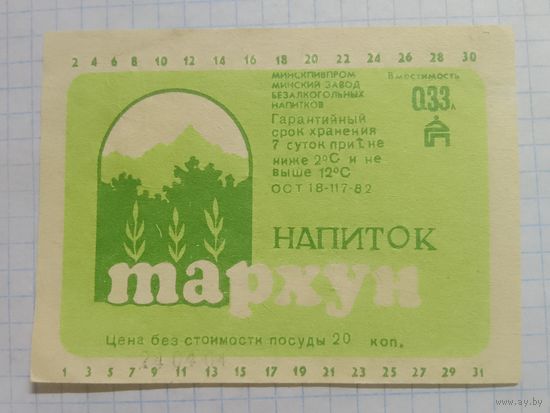 2 4 6 8 10 12 14 16 18 20 22 24 26 28 30
МИНСКПИВПРОМ
МИНСКИЙ ЗАВОД
БЕЗАЛКОГОЛЬНЫХ
НАПИТКОВ
Вместимость
0.33 л
Гарантийный
срок хранения
7 суток при t не
ниже 2°С и не
выше 12°С
ОСТ 18-117-82
НАПИТОК
тархун
Цена без стоимости посуды 20 коп.
1 3 5 7 9 11 13 15 17 19 21 23 25 27 29 31
www.ay.by